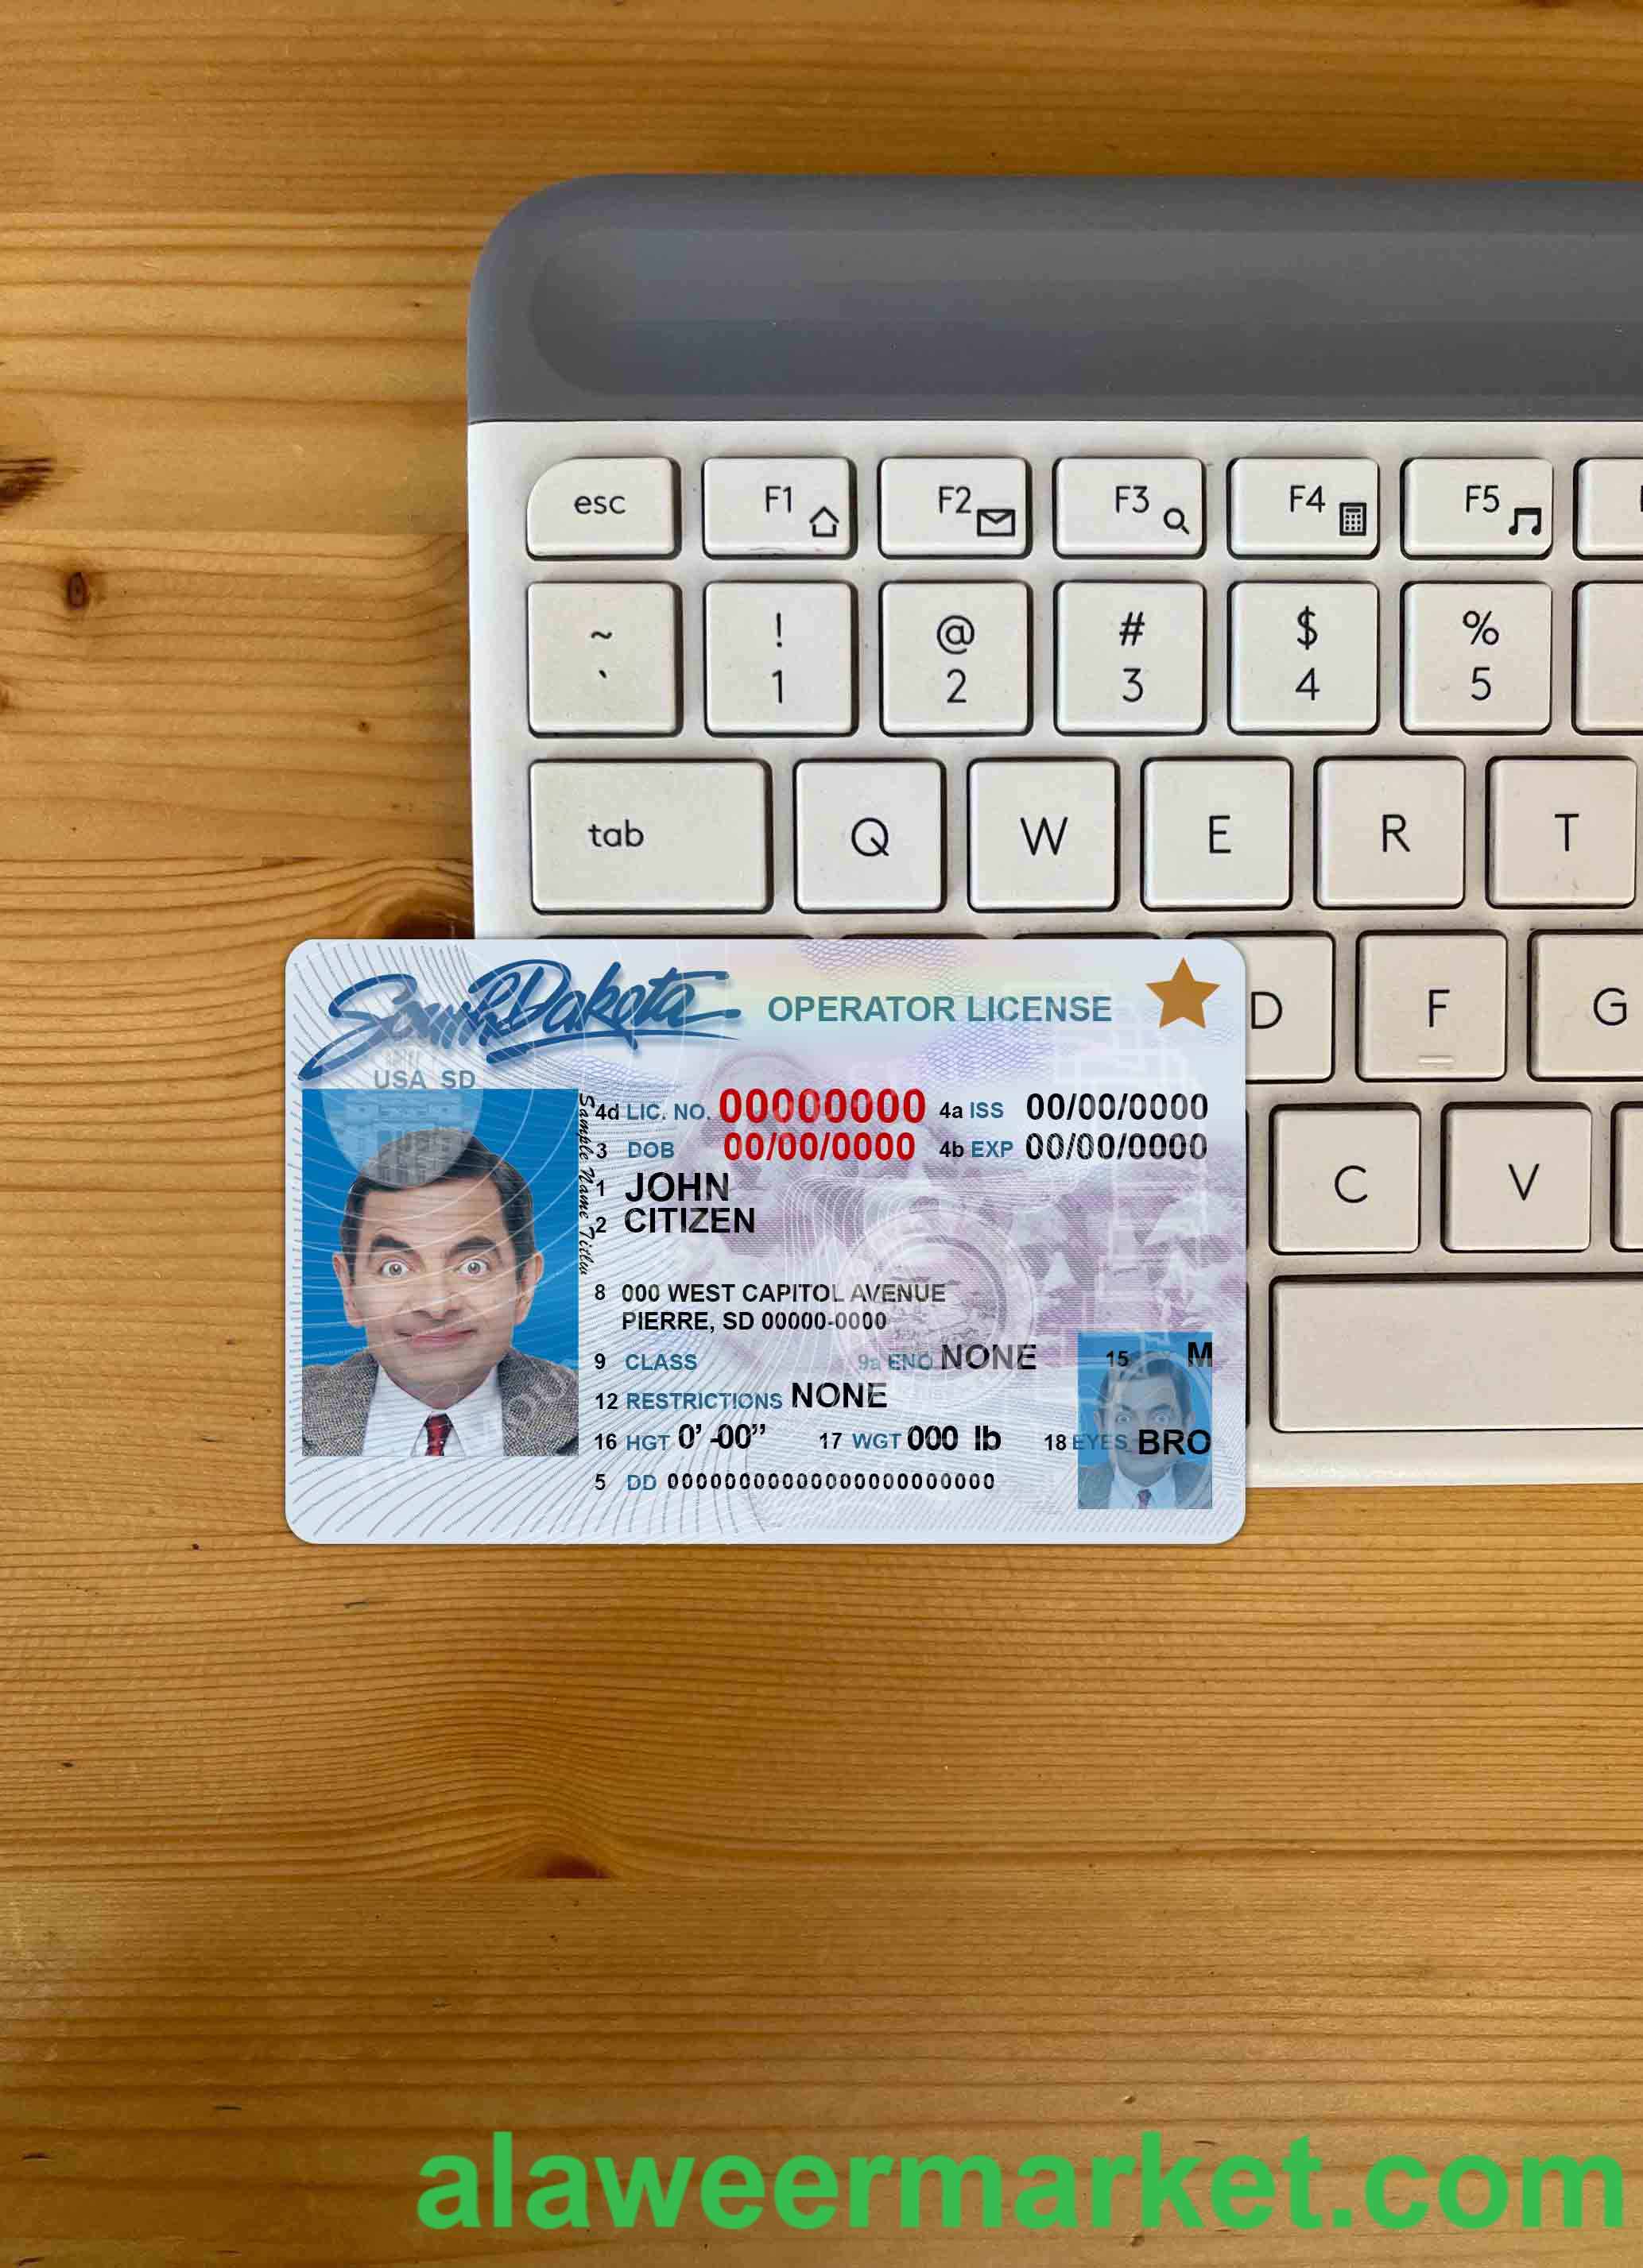 esc F1 F2 F3 F4 F5
~ ! @ # $ %
` 1 2 3 4 5
tab Q W E R T
South Dakota OPERATOR LICENSE
D F G
USA SD
Sample Name Tittu
4d LIC. NO. 00000000 4a ISS 00/00/0000
3 DOB 00/00/0000 4b EXP 00/00/0000
1 JOHN
2 CITIZEN
C V
8 000 WEST CAPITOL AVENUE
PIERRE, SD 00000-0000
9 CLASS 9a END NONE 15 M
12 RESTRICTIONS NONE
16 HGT 0' -00” 17 WGT 000 lb 18 EYES BRO
5 DD 00000000000000000000000
alaweermarket.com